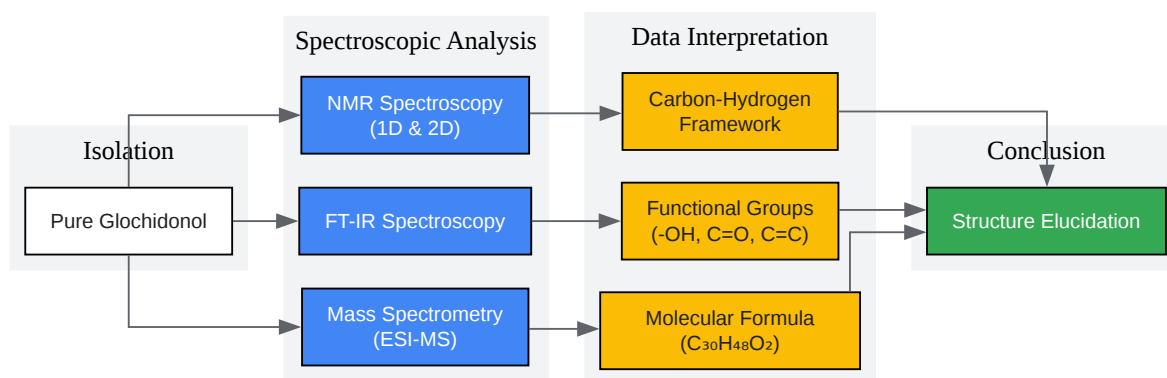 Spectroscopic Analysis
Data Interpretation
NMR Spectroscopy
(1D & 2D)
Carbon-Hydrogen
Framework
Isolation
Conclusion
Pure Glochidonol
FT-IR Spectroscopy
Functional Groups
(-OH, C=O, C=C)
Structure Elucidation
Mass Spectrometry
(ESI-MS)
Molecular Formula
(C₃₀H₄₈O₂)